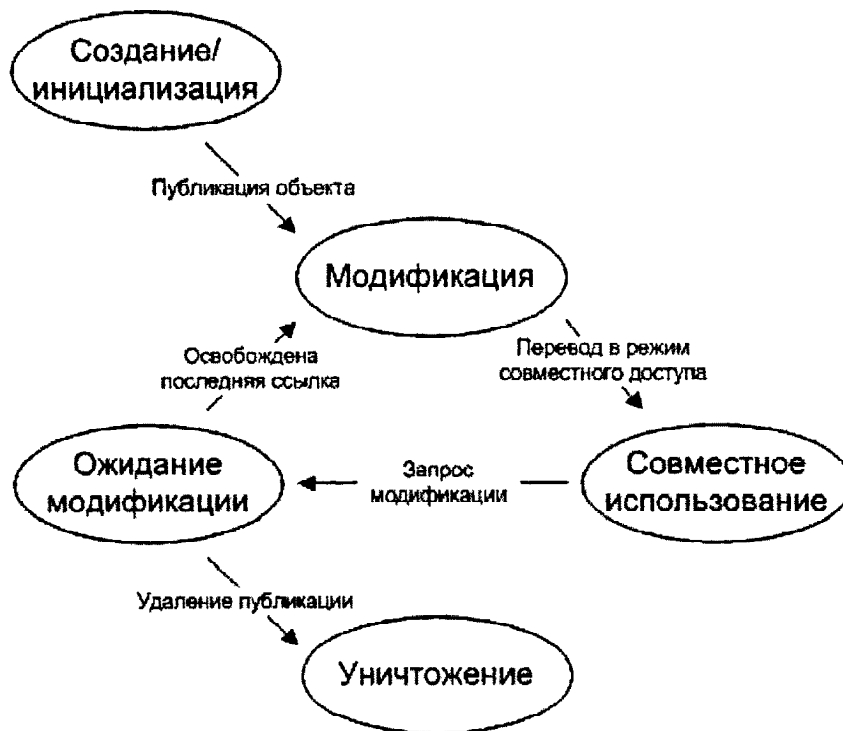 Создание/
инициализация
Публикация объекта
Модификация
Освобождена
последняя ссылка
Перевод в режим
совместного доступа
Ожидание
модификации
Запрос
модификации
Совместное
использование
Удаление публикации
Уничтожение